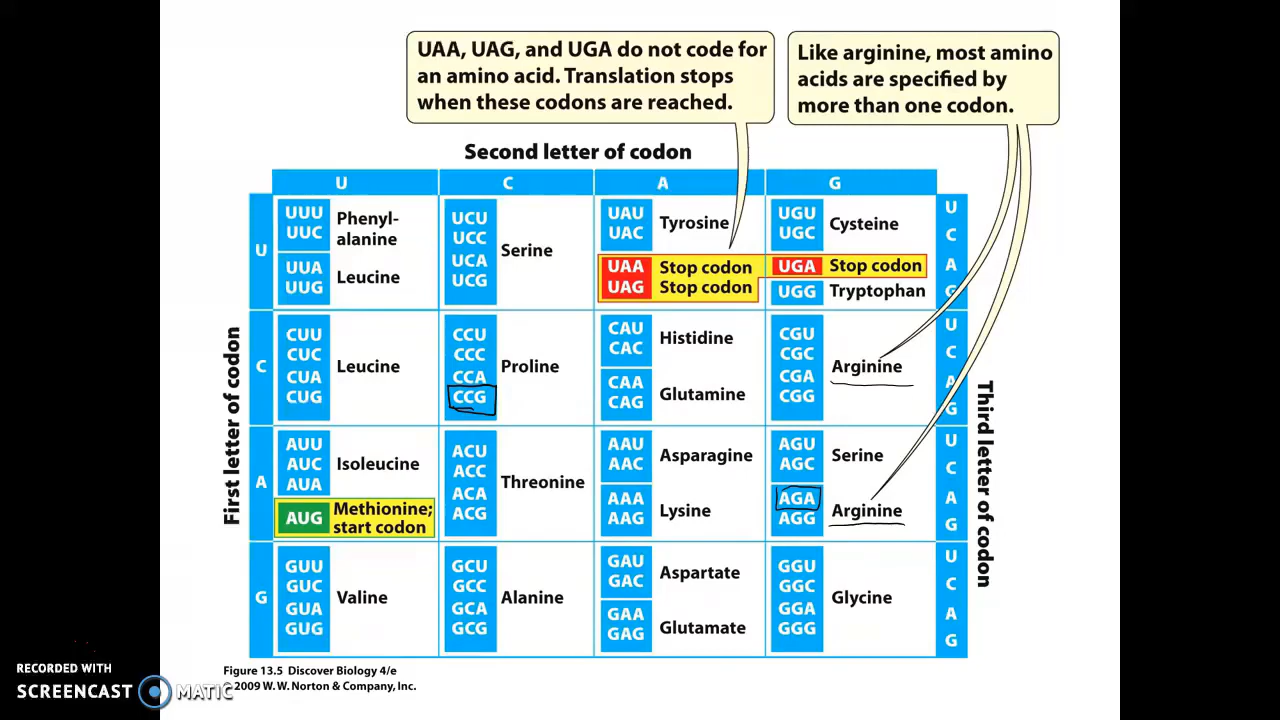 UAA, UAG, and UGA do not code for
an amino acid. Translation stops
when these codons are reached.
Like arginine, most amino
acids are specified by
more than one codon.
Second letter of codon
U C A G
First letter of codon
U
UUU
UUC
Phenyl-
alanine
UUA
UUG
Leucine
UCU
UCC
UCA
UCG
Serine
UAU
UAC
Tyrosine
UAA Stop codon
UAG Stop codon
UGU
UGC
Cysteine
UGA Stop codon
UGG Tryptophan
U
C
A
G
C
CUU
CUC
CUA
CUG
Leucine
CCU
CCC
CCA
CCG
Proline
CAU
CAC
Histidine
CAA
CAG
Glutamine
CGU
CGC
CGA
CGG
Arginine
U
C
A
G
A
AUU
AUC
AUA
Isoleucine
AUG
Methionine;
start codon
ACU
ACC
ACA
ACG
Threonine
AAU
AAC
Asparagine
AAA
AAG
Lysine
AGU
AGC
Serine
AGA
AGG
Arginine
U
C
A
G
G
GUU
GUC
GUA
GUG
Valine
GCU
GCC
GCA
GCG
Alanine
GAU
GAC
Aspartate
GAA
GAG
Glutamate
GGU
GGC
GGA
GGG
Glycine
U
C
A
G
Third letter of codon
Figure 13.5 Discover Biology 4/e
© 2009 W. W. Norton & Company, Inc.
RECORDED WITH
SCREENCAST MATIC